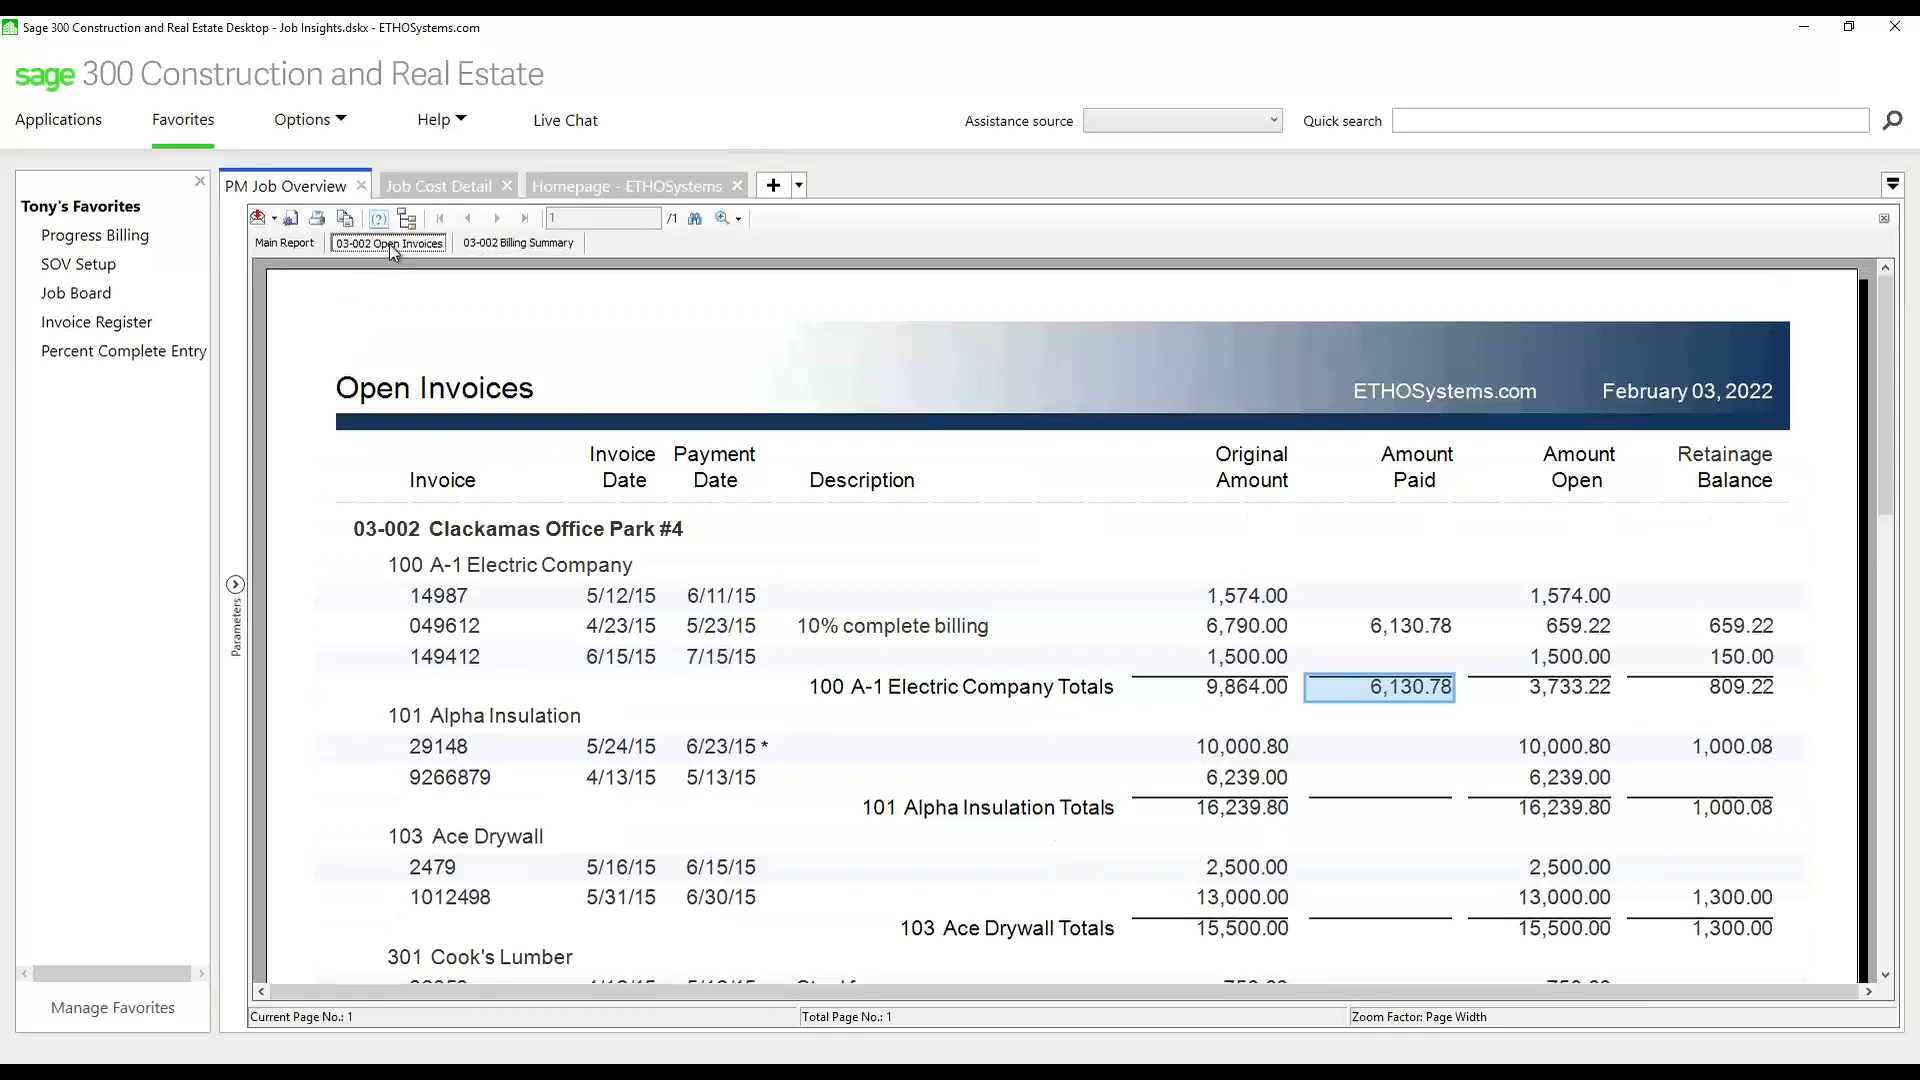 Sage 300 Construction and Real Estate Desktop - Job Insights.dskx - ETHOSystems.com
sage 300 Construction and Real Estate
Applications Favorites Options Help Live Chat Assistance source Quick search
Tony's Favorites
Progress Billing
SOV Setup
Job Board
Invoice Register
Percent Complete Entry
Manage Favorites
PM Job Overview Job Cost Detail Homepage - ETHOSystems
1 /1
Main Report 03-002 Open Invoices 03-002 Billing Summary
Parameters
Open Invoices ETHOSystems.com February 03, 2022
Invoice Payment Original Amount Amount Retainage
Invoice Date Date Description Amount Paid Open Balance
03-002 Clackamas Office Park #4
100 A-1 Electric Company
14987 5/12/15 6/11/15 1,574.00 1,574.00
049612 4/23/15 5/23/15 10% complete billing 6,790.00 6,130.78 659.22 659.22
149412 6/15/15 7/15/15 1,500.00 1,500.00 150.00
100 A-1 Electric Company Totals 9,864.00 6,130.78 3,733.22 809.22
101 Alpha Insulation
29148 5/24/15 6/23/15 * 10,000.80 10,000.80 1,000.08
9266879 4/13/15 5/13/15 6,239.00 6,239.00
101 Alpha Insulation Totals 16,239.80 16,239.80 1,000.08
103 Ace Drywall
2479 5/16/15 6/15/15 2,500.00 2,500.00
1012498 5/31/15 6/30/15 13,000.00 13,000.00 1,300.00
103 Ace Drywall Totals 15,500.00 15,500.00 1,300.00
301 Cook's Lumber
Current Page No.: 1 Total Page No.: 1 Zoom Factor: Page Width